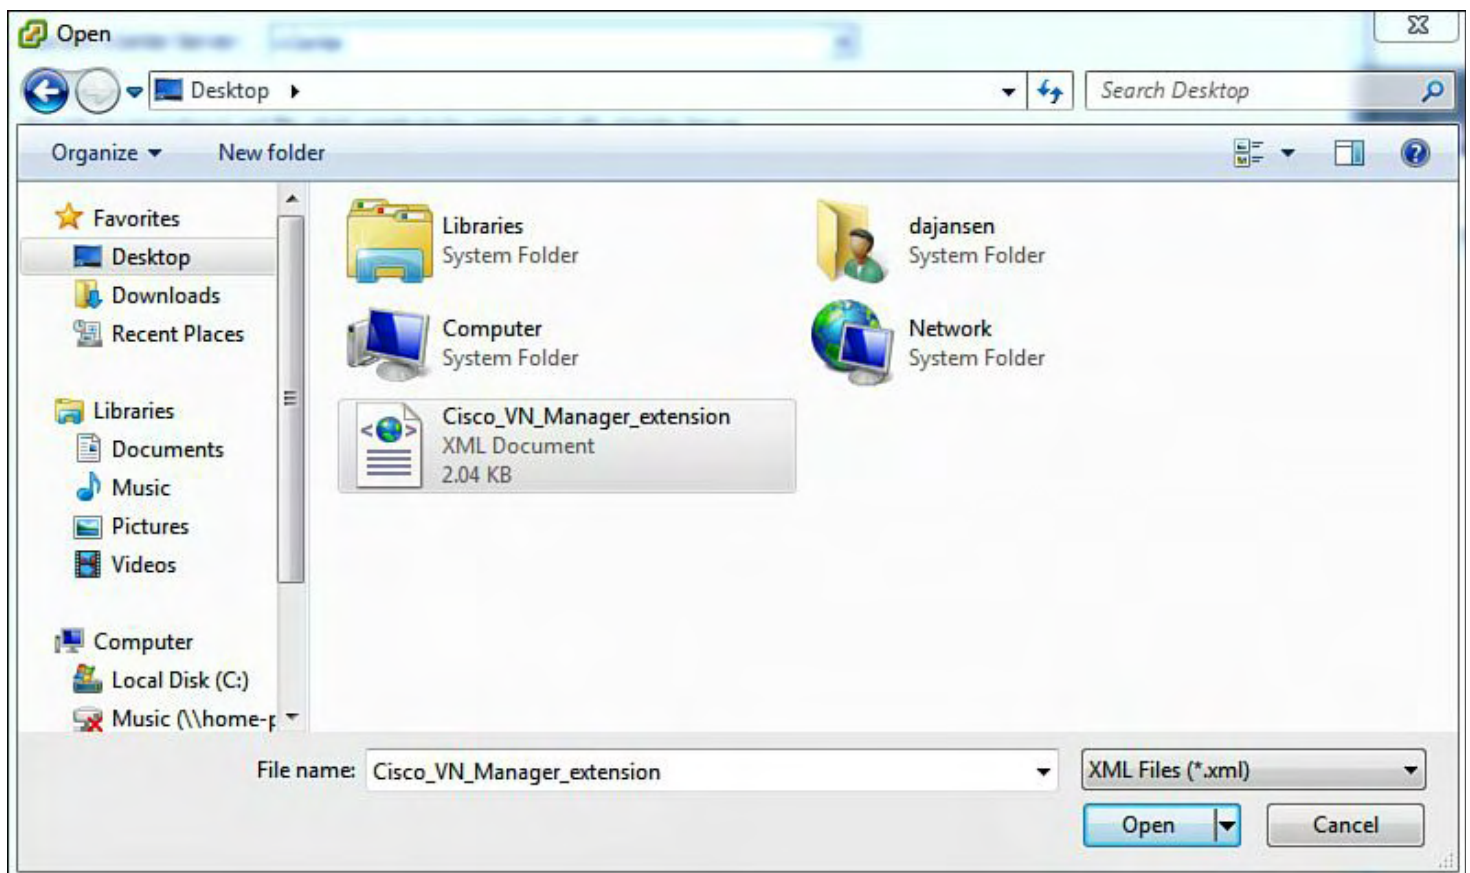 Open
Desktop
Search Desktop
Organize
New folder
Favorites
Desktop
Downloads
Recent Places
Libraries
Documents
Music
Pictures
Videos
Computer
Local Disk (C:)
Music (\\home-p
Libraries
System Folder
dajansen
System Folder
Computer
System Folder
Network
System Folder
Cisco_VN_Manager_extension
XML Document
2.04 KB
File name: Cisco_VN_Manager_extension
XML Files (*.xml)
Open
Cancel